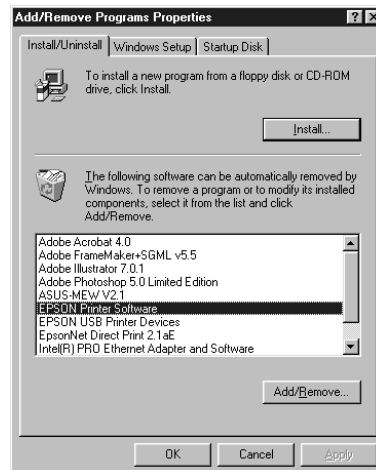 Add/Remove Programs Properties
Install/Uninstall Windows Setup Startup Disk
To install a new program from a floppy disk or CD-ROM
drive, click Install.
Install...
The following software can be automatically removed by
Windows. To remove a program or to modify its installed
components, select it from the list and click
Add/Remove.
Adobe Acrobat 4.0
Adobe FrameMaker+SGML v5.5
Adobe Illustrator 7.0.1
Adobe Photoshop 5.0 Limited Edition
ASUS-MEW V2.1
EPSON Printer Software
EPSON USB Printer Devices
EpsonNet Direct Print 2.1aE
Intel(R) PRO Ethernet Adapter and Software
Add/Remove...
OK Cancel Apply